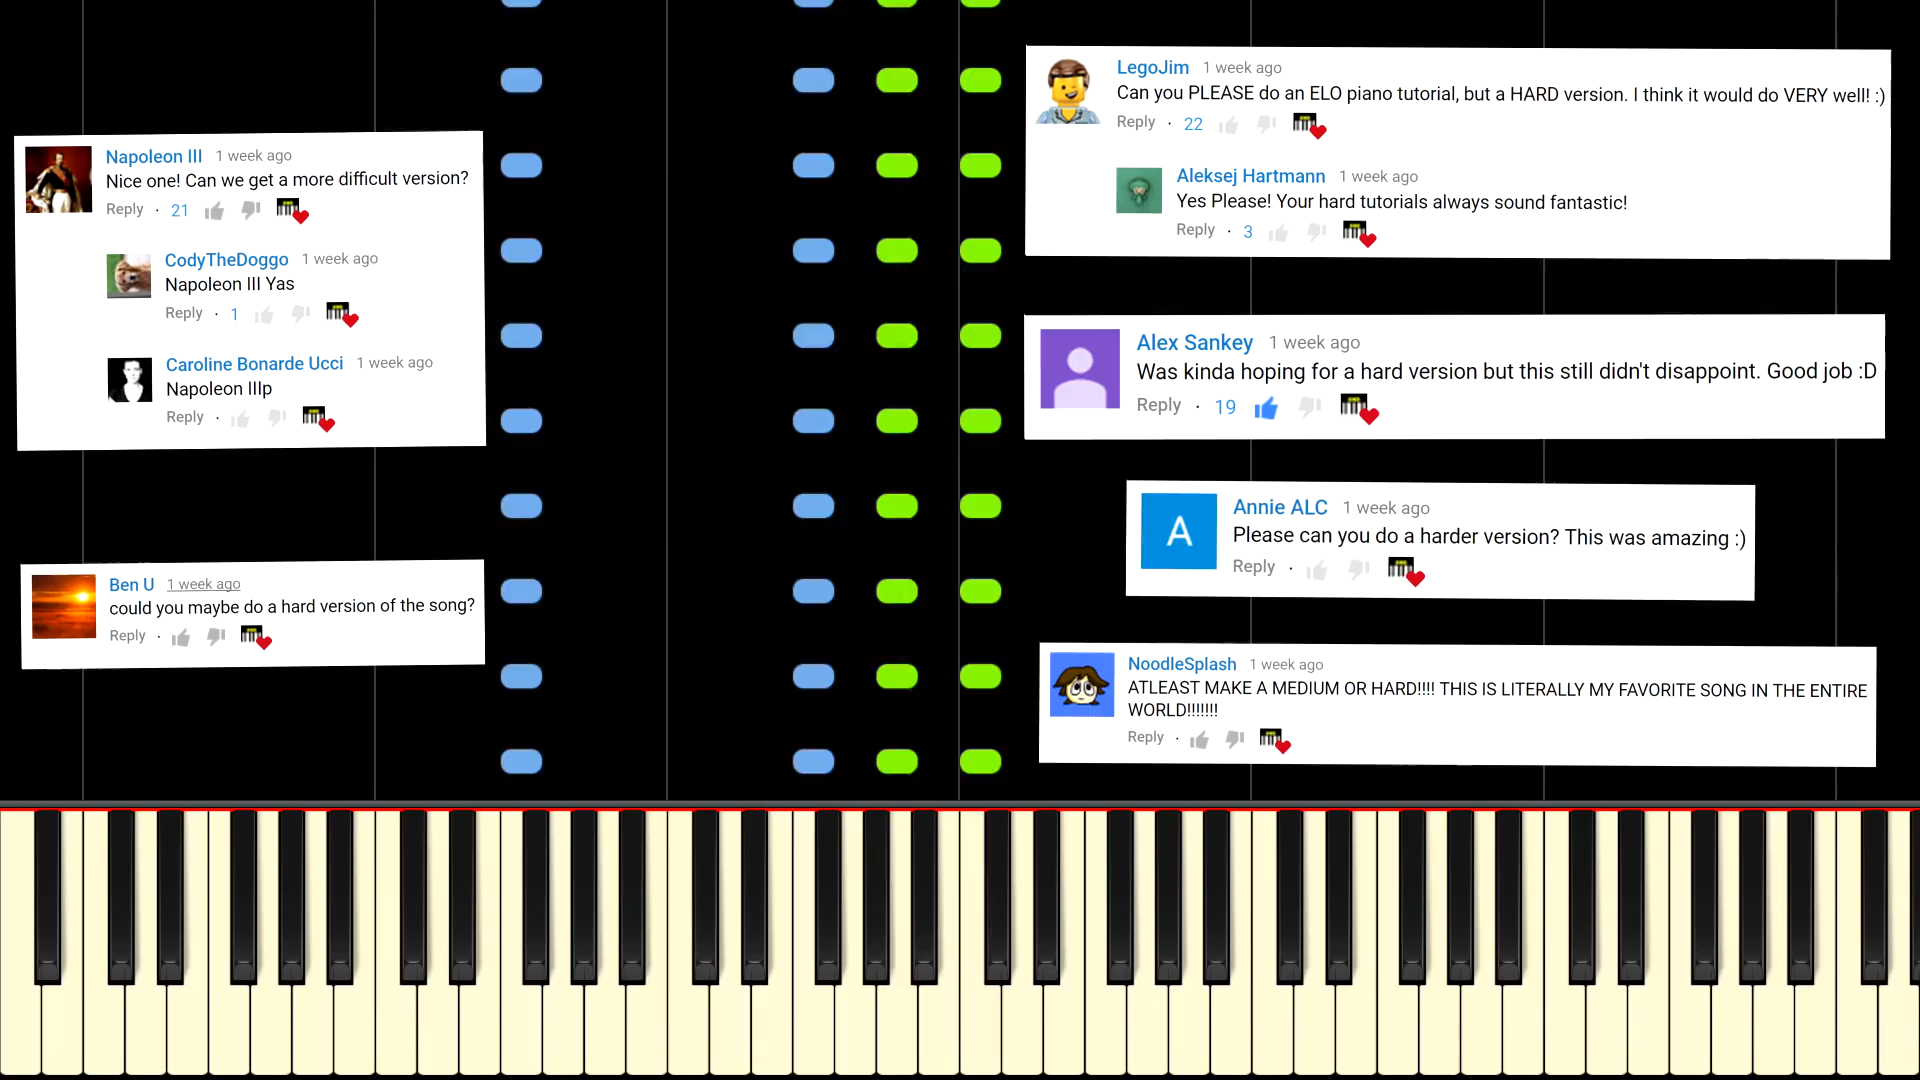 Napoleon III 1 week ago
Nice one! Can we get a more difficult version?
Reply · 21
CodyTheDoggo 1 week ago
Napoleon III Yas
Reply · 1
Caroline Bonarde Ucci 1 week ago
Napoleon IIIp
Reply ·
Ben U 1 week ago
could you maybe do a hard version of the song?
Reply ·
LegoJim 1 week ago
Can you PLEASE do an ELO piano tutorial, but a HARD version. I think it would do VERY well! :)
Reply · 22
Aleksej Hartmann 1 week ago
Yes Please! Your hard tutorials always sound fantastic!
Reply · 3
Alex Sankey 1 week ago
Was kinda hoping for a hard version but this still didn't disappoint. Good job :D
Reply · 19
A
Annie ALC 1 week ago
Please can you do a harder version? This was amazing :)
Reply ·
NoodleSplash 1 week ago
ATLEAST MAKE A MEDIUM OR HARD!!!! THIS IS LITERALLY MY FAVORITE SONG IN THE ENTIRE
WORLD!!!!!!!
Reply ·